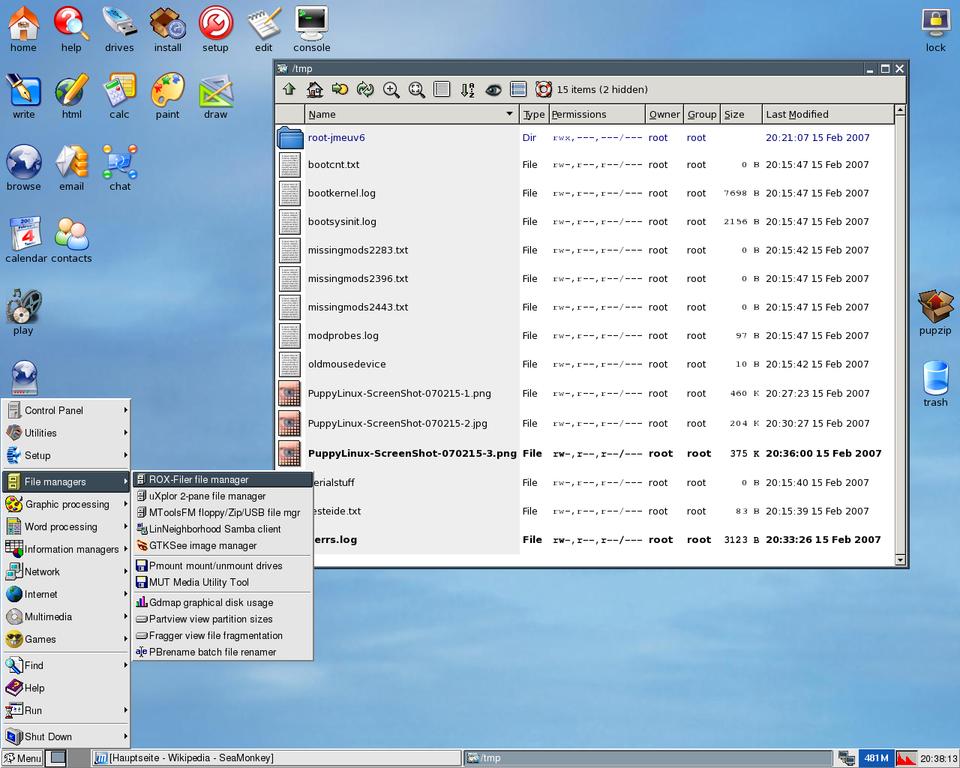 home help drives install setup edit console
lock
write html calc paint draw
browse email chat
calendar contacts
play
pupzip
trash
/tmp
15 items (2 hidden)
Name Type Permissions Owner Group Size Last Modified
root-jmeuv6 Dir rwx,---,---/--- root root 20:21:07 15 Feb 2007
bootcnt.txt File rw-,r--,r--/--- root root 0 B 20:15:47 15 Feb 2007
bootkernel.log File rw-,r--,r--/--- root root 7698 B 20:15:47 15 Feb 2007
bootsysinit.log File rw-,r--,r--/--- root root 2156 B 20:15:47 15 Feb 2007
missingmods2283.txt File rw-,r--,r--/--- root root 0 B 20:15:42 15 Feb 2007
missingmods2396.txt File rw-,r--,r--/--- root root 0 B 20:15:47 15 Feb 2007
missingmods2443.txt File rw-,r--,r--/--- root root 0 B 20:15:47 15 Feb 2007
modprobes.log File rw-,r--,r--/--- root root 97 B 20:15:47 15 Feb 2007
oldmousedevice File rw-,r--,r--/--- root root 10 B 20:15:42 15 Feb 2007
PuppyLinux-ScreenShot-070215-1.png File rw-,r--,r--/--- root root 460 K 20:27:23 15 Feb 2007
PuppyLinux-ScreenShot-070215-2.jpg File rw-,r--,r--/--- root root 204 K 20:30:27 15 Feb 2007
PuppyLinux-ScreenShot-070215-3.png File rw-,r--,r--/--- root root 375 K 20:36:00 15 Feb 2007
erialstuff File rw-,r--,r--/--- root root 0 B 20:15:40 15 Feb 2007
esteide.txt File rw-,r--,r--/--- root root 83 B 20:15:39 15 Feb 2007
errs.log File rw-,r--,r--/--- root root 3123 B 20:33:26 15 Feb 2007
Control Panel
Utilities
Setup
File managers
Graphic processing
Word processing
Information managers
Network
Internet
Multimedia
Games
Find
Help
Run
Shut Down
ROX-Filer file manager
uXplor 2-pane file manager
MToolsFM floppy/Zip/USB file mgr
LinNeighborhood Samba client
GTKSee image manager
Pmount mount/unmount drives
MUT Media Utility Tool
Gdmap graphical disk usage
Partview view partition sizes
Fragger view file fragmentation
PBrename batch file renamer
Menu [Hauptseite - Wikipedia - SeaMonkey] /tmp 481M 20:38:13